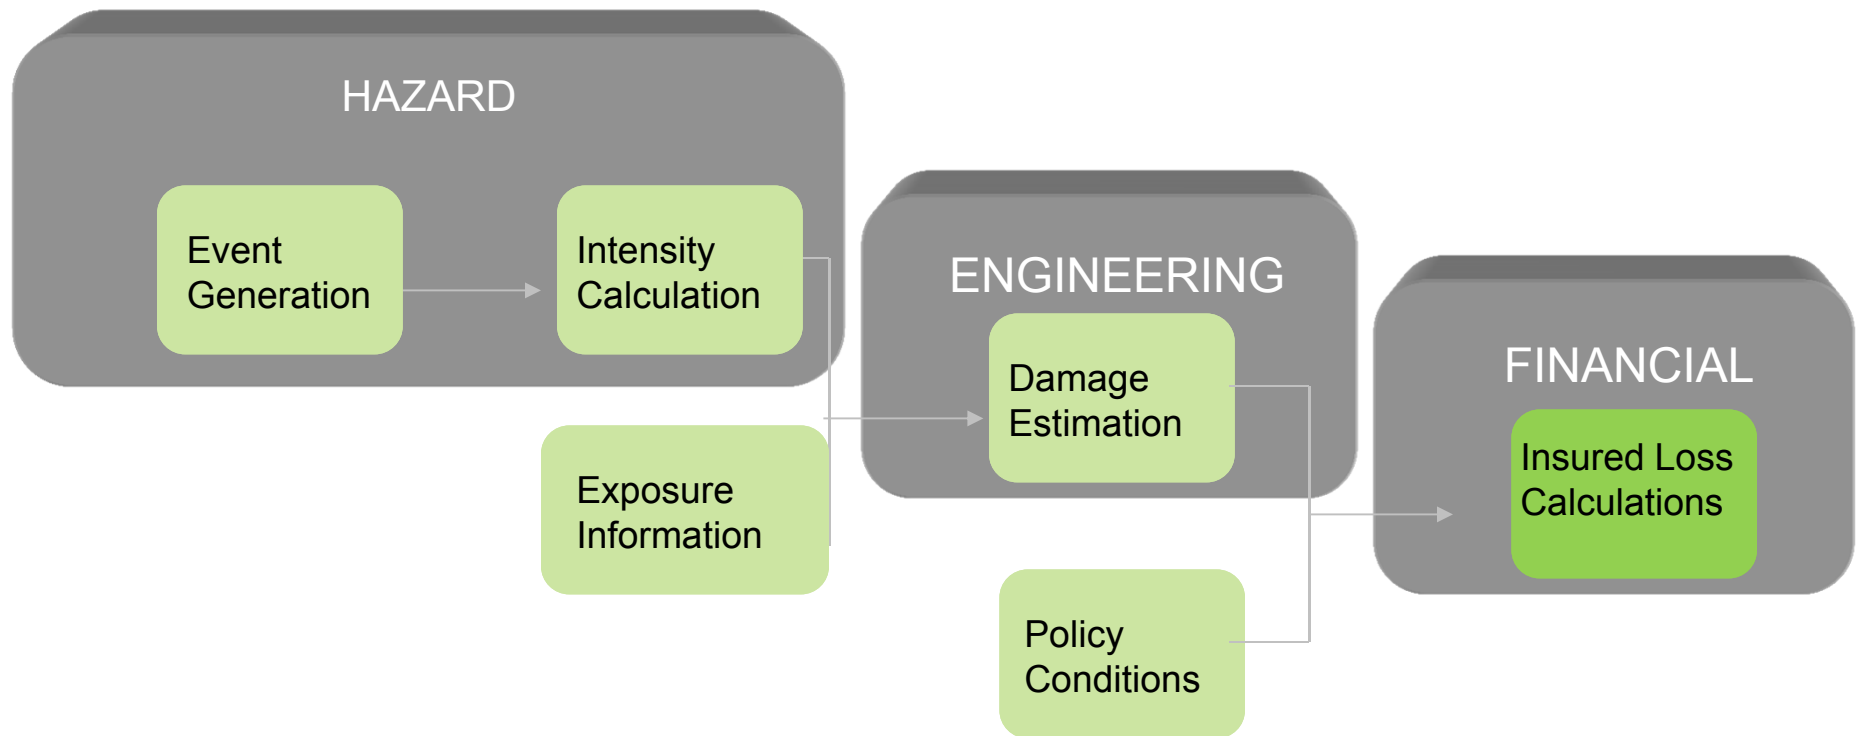 HAZARD
Event
Generation
Intensity
Calculation
Exposure
Information
ENGINEERING
Damage
Estimation
Policy
Conditions
FINANCIAL
Insured Loss
Calculations